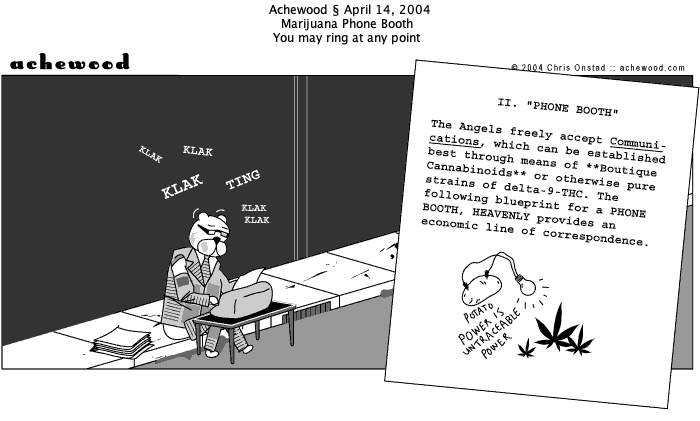 Achewood § April 14, 2004
Marijuana Phone Booth
You may ring at any point
achewood
© 2004 Chris Onstad :: achewood.com
KLAK
KLAK
KLAK
TING
KLAK
KLAK
II. "PHONE BOOTH"
The Angels freely accept Communi-
cations, which can be established
best through means of **Boutique
Cannabinoids** or otherwise pure
strains of delta-9-THC. The
following blueprint for a PHONE
BOOTH, HEAVENLY provides an
economic line of correspondence.
POTATO
POWER IS
UNTRACEABLE
POWER